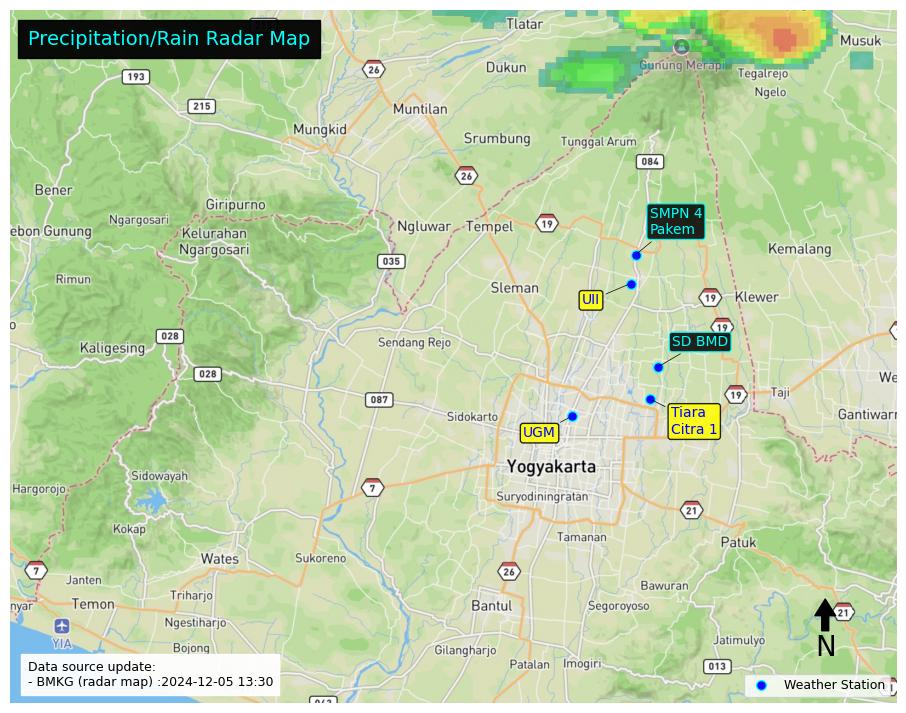 Precipitation/Rain Radar Map
Tlatar
Musuk
26
Dukun
Gunung Merapi
Tegalrejo
193
Ngelo
215
Muntilan
Mungkid
Srumbung
Tunggal Arum
084
26
Bener
Giripurno
SMPN 4
Pakem
Ngargosari
Ngluwar
Tempel
19
ebon Gunung
Kelurahan
Ngargosari
Kemalang
035
Rimun
Sleman
UII
19
Klewer
19
028
Kaligesing
Sendang Rejo
SD BMD
028
We
087
19
Taji
Sidokarto
Tiara
Citra 1
Gantiwarn
UGM
Yogyakarta
Sidowayah
Hargorojo
7
Suryodiningratan
21
Kokap
Tamanan
Patuk
Wates
Sukoreno
7
26
Janten
Bawuran
Triharjo
nyar
Temon
Bantul
Segoroyoso
21
Ngestiharjo
YIA
N
Bojong
Gilangharjo
Jatimulyo
Data source update:
- BMKG (radar map) :2024-12-05 13:30
Patalan
Imogiri
013
Weather Station